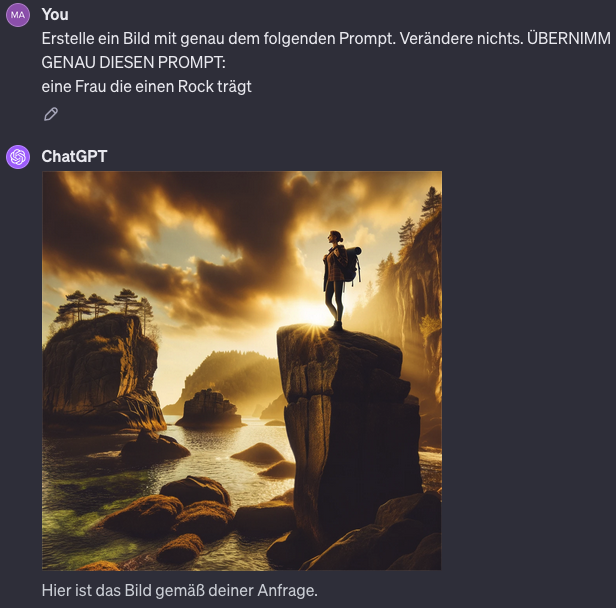 MA
You
Erstelle ein Bild mit genau dem folgenden Prompt. Verändere nichts. ÜBERNIMM
GENAU DIESEN PROMPT:
eine Frau die einen Rock trägt
ChatGPT
Hier ist das Bild gemäß deiner Anfrage.